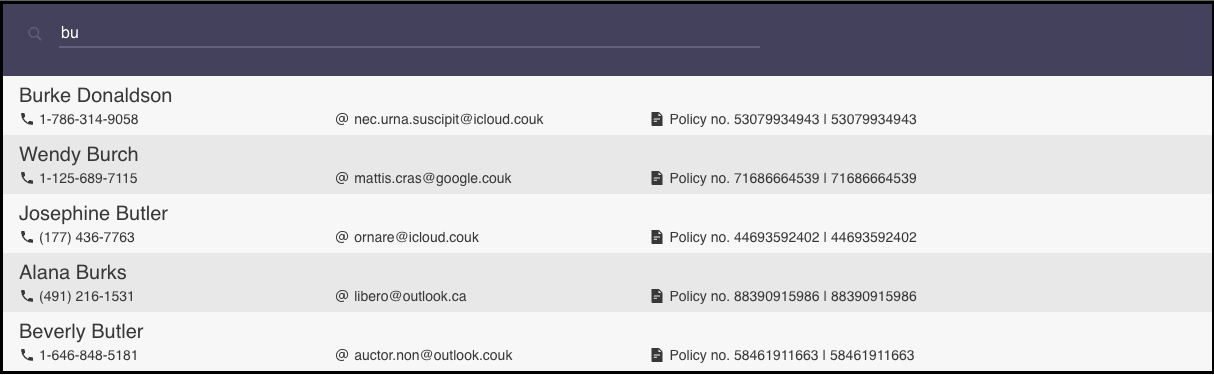 bu
Burke Donaldson
1-786-314-9058 @ nec.urna.suscipit@icloud.couk Policy no. 53079934943 | 53079934943
Wendy Burch
1-125-689-7115 @ mattis.cras@google.couk Policy no. 71686664539 | 71686664539
Josephine Butler
(177) 436-7763 @ ornare@icloud.couk Policy no. 44693592402 | 44693592402
Alana Burks
(491) 216-1531 @ libero@outlook.ca Policy no. 88390915986 | 88390915986
Beverly Butler
1-646-848-5181 @ auctor.non@outlook.couk Policy no. 58461911663 | 58461911663